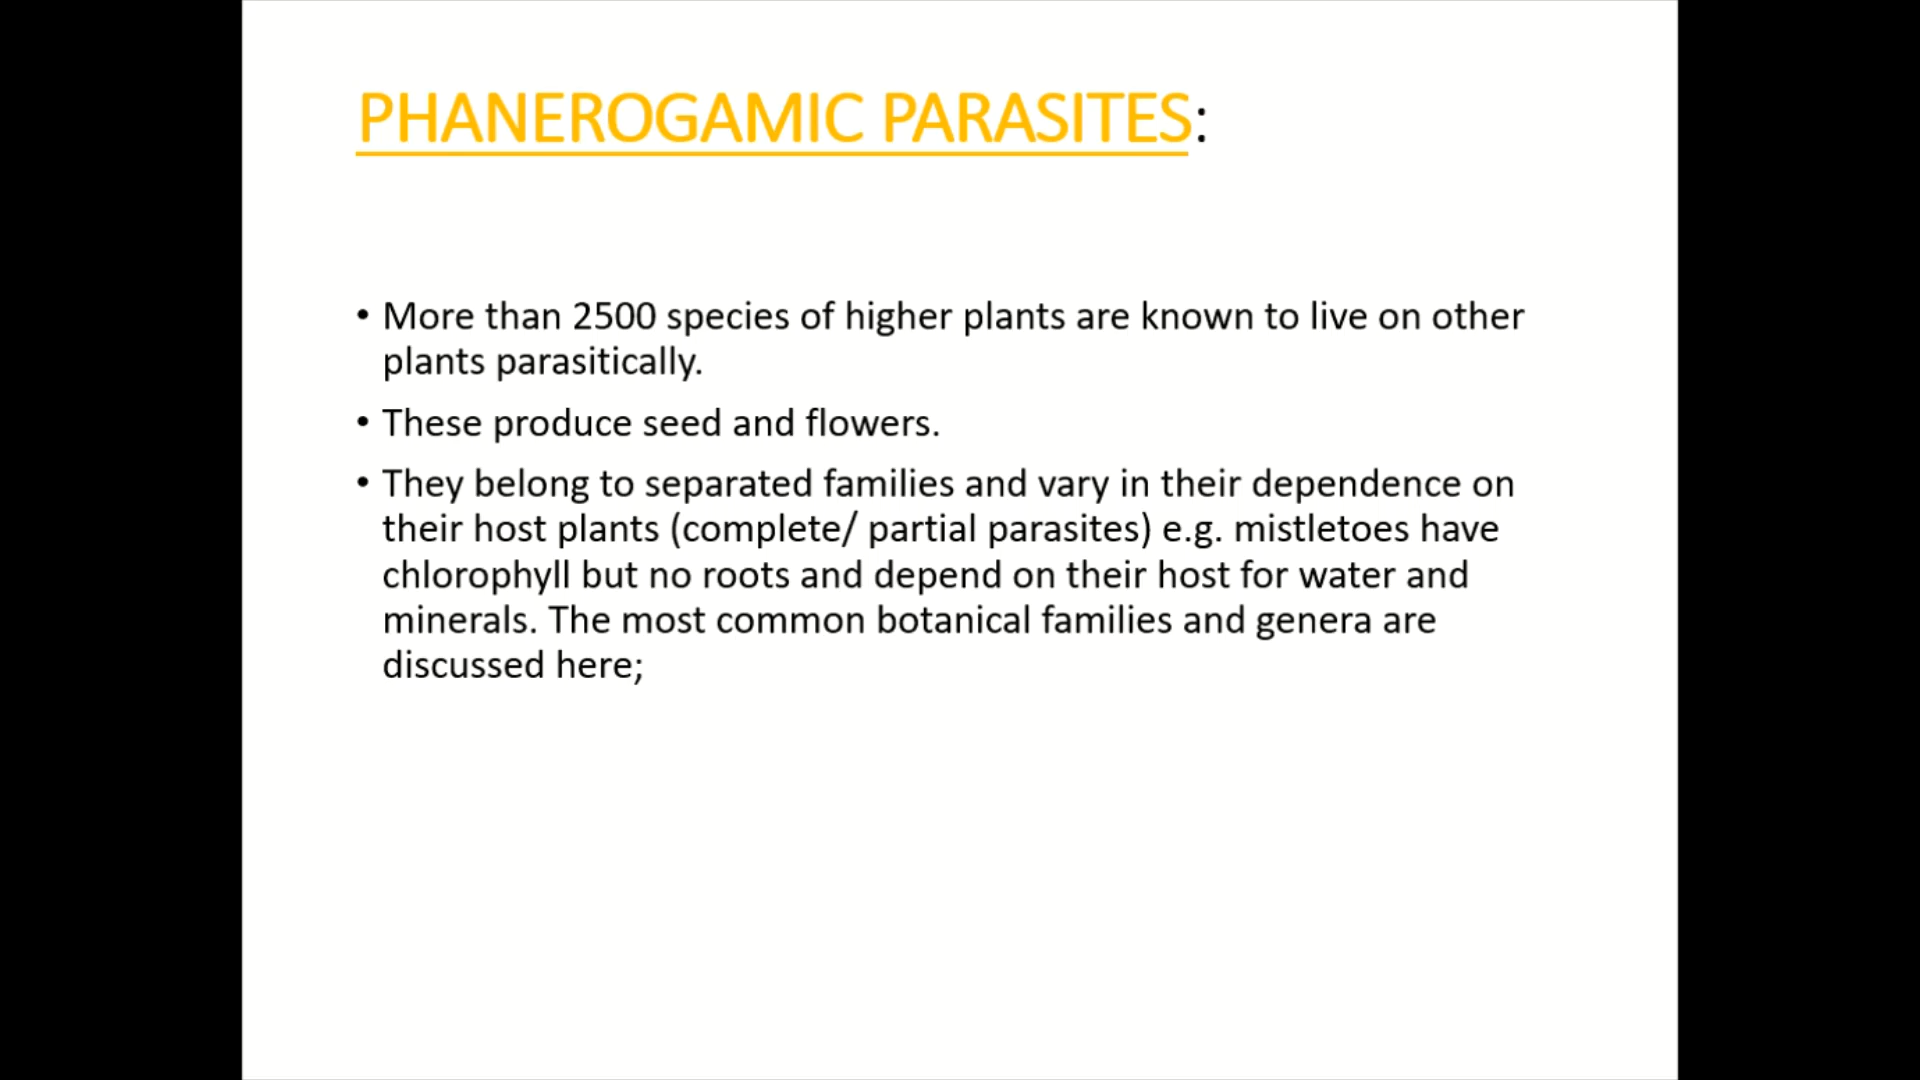 PHANEROGAMIC PARASITES:
• More than 2500 species of higher plants are known to live on other
plants parasitically.
• These produce seed and flowers.
• They belong to separated families and vary in their dependence on
their host plants (complete/ partial parasites) e.g. mistletoes have
chlorophyll but no roots and depend on their host for water and
minerals. The most common botanical families and genera are
discussed here;